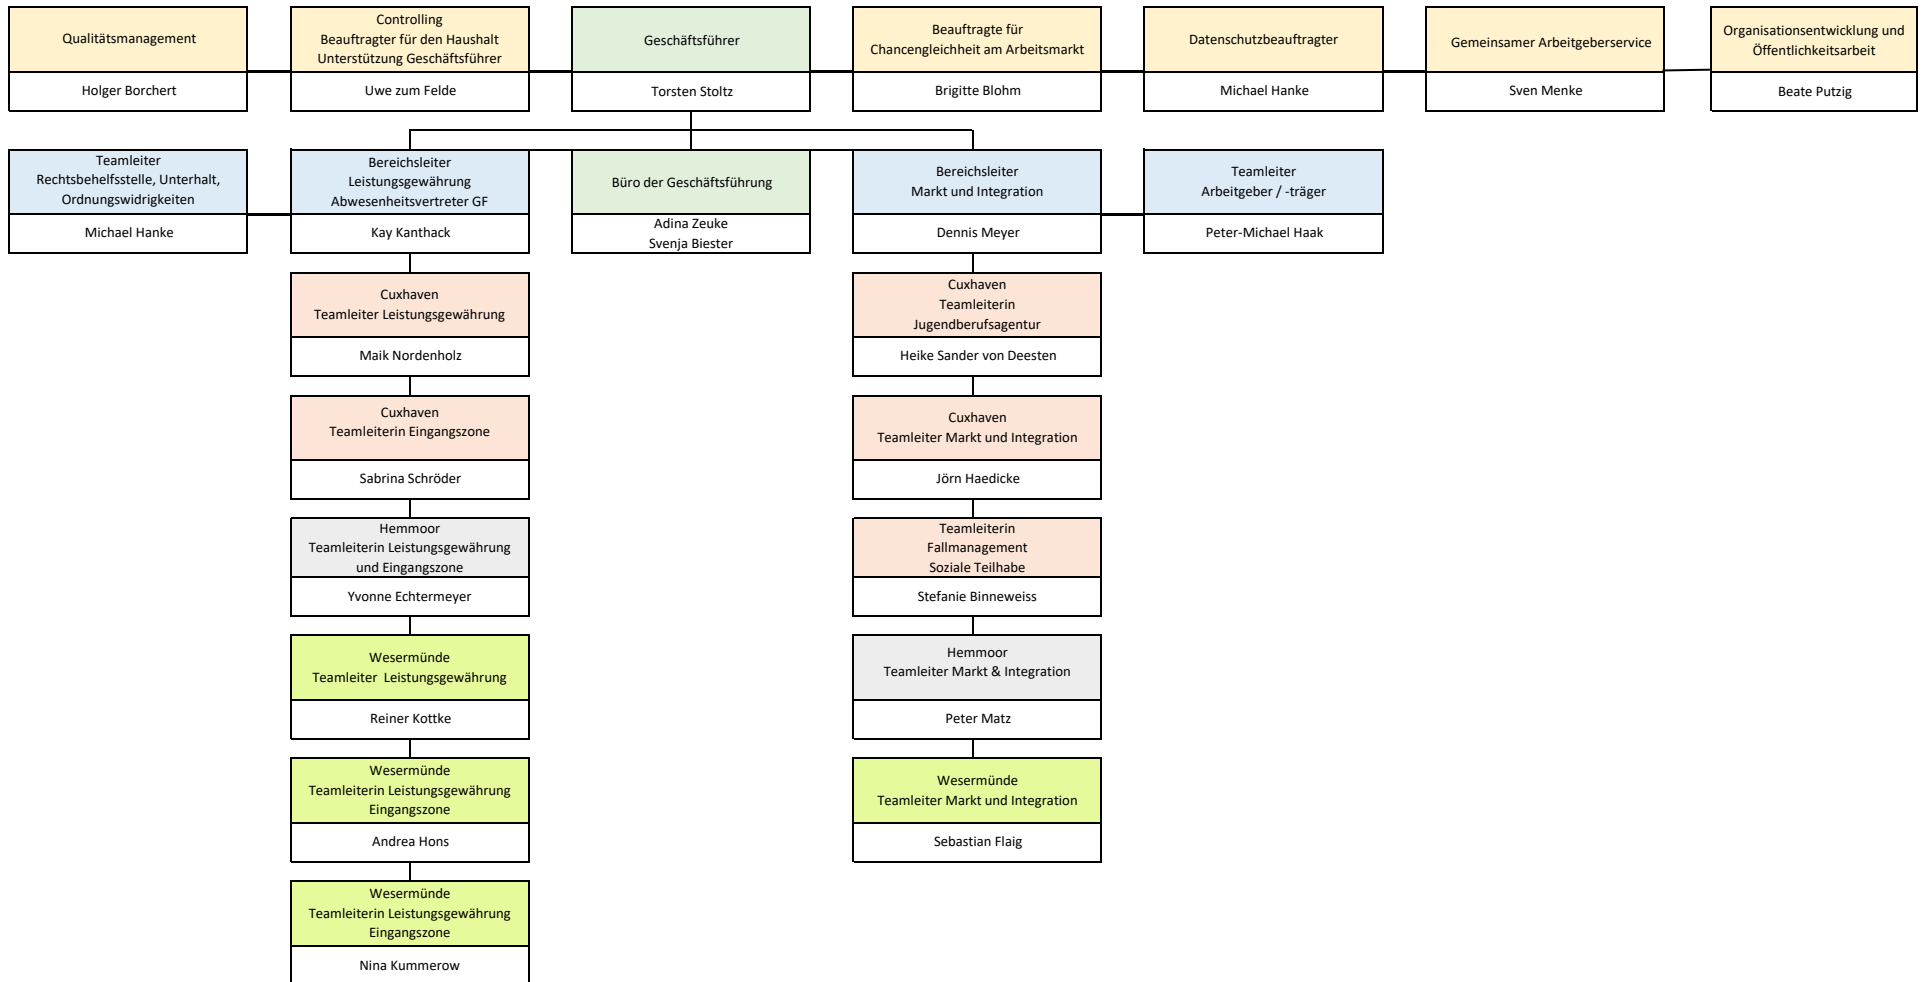 Qualitätsmanagement
Holger Borchert
Controlling
Beauftragter für den Haushalt
Unterstützung Geschäftsführer
Uwe zum Felde
Geschäftsführer
Torsten Stoltz
Beauftragte für
Chancengleichheit am Arbeitsmarkt
Brigitte Blohm
Datenschutzbeauftragter
Michael Hanke
Gemeinsamer Arbeitgeberservice
Sven Menke
Organisationsentwicklung und
Öffentlichkeitsarbeit
Beate Putzig
Teamleiter
Rechtsbehelfsstelle, Unterhalt,
Ordnungswidrigkeiten
Michael Hanke
Bereichsleiter
Leistungsgewährung
Abwesenheitsvertreter GF
Kay Kanthack
Büro der Geschäftsführung
Adina Zeuke
Svenja Biester
Bereichsleiter
Markt und Integration
Dennis Meyer
Teamleiter
Arbeitgeber / -träger
Peter-Michael Haak
Cuxhaven
Teamleiter Leistungsgewährung
Maik Nordenholz
Cuxhaven
Teamleiterin Eingangszone
Sabrina Schröder
Hemmoor
Teamleiterin Leistungsgewährung
und Eingangszone
Yvonne Echtermeyer
Wesermünde
Teamleiter  Leistungsgewährung
Reiner Kottke
Wesermünde
Teamleiterin Leistungsgewährung
Eingangszone
Andrea Hons
Wesermünde
Teamleiterin Leistungsgewährung
Eingangszone
Nina Kummerow
Cuxhaven
Teamleiterin
Jugendberufsagentur
Heike Sander von Deesten
Cuxhaven
Teamleiter Markt und Integration
Jörn Haedicke
Teamleiterin
Fallmanagement
Soziale Teilhabe
Stefanie Binneweiss
Hemmoor
Teamleiter Markt & Integration
Peter Matz
Wesermünde
Teamleiter Markt und Integration
Sebastian Flaig